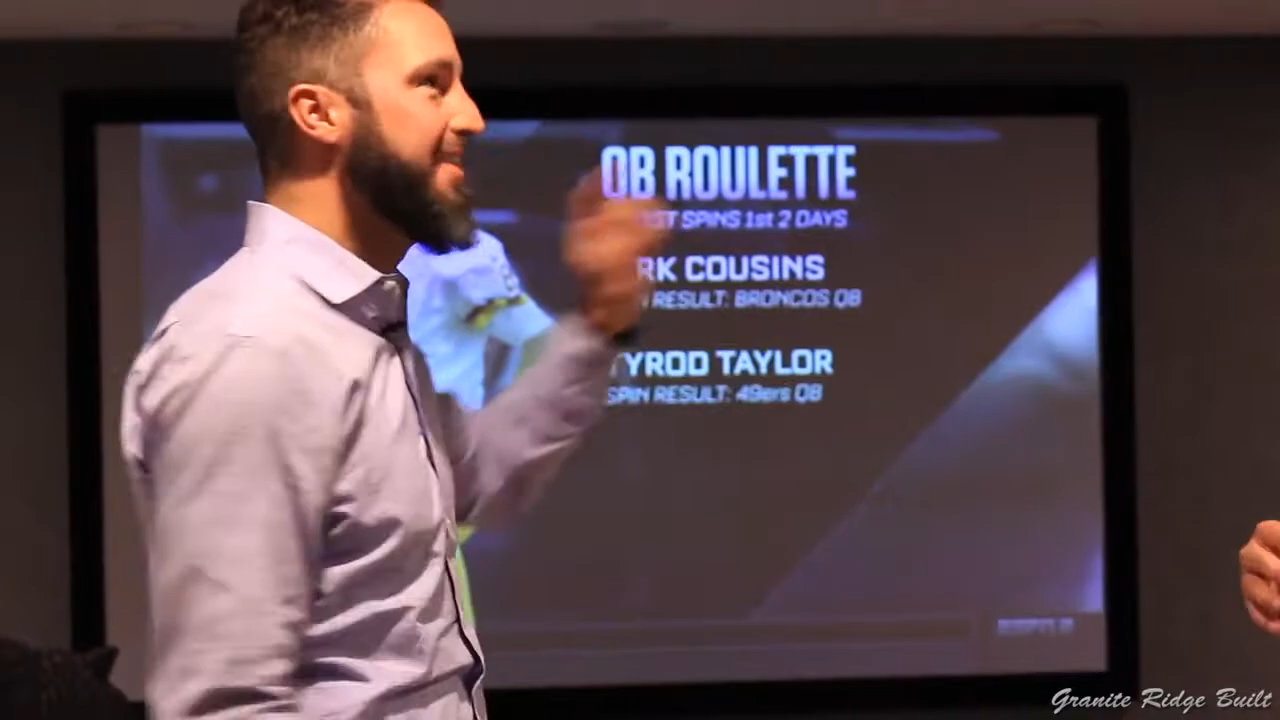 QB ROULETTE
ST SPINS 1st 2 DAYS
RK COUSINS
RESULT: BRONCOS QB
TYROD TAYLOR
SPIN RESULT: 49ers QB
Granite Ridge Built